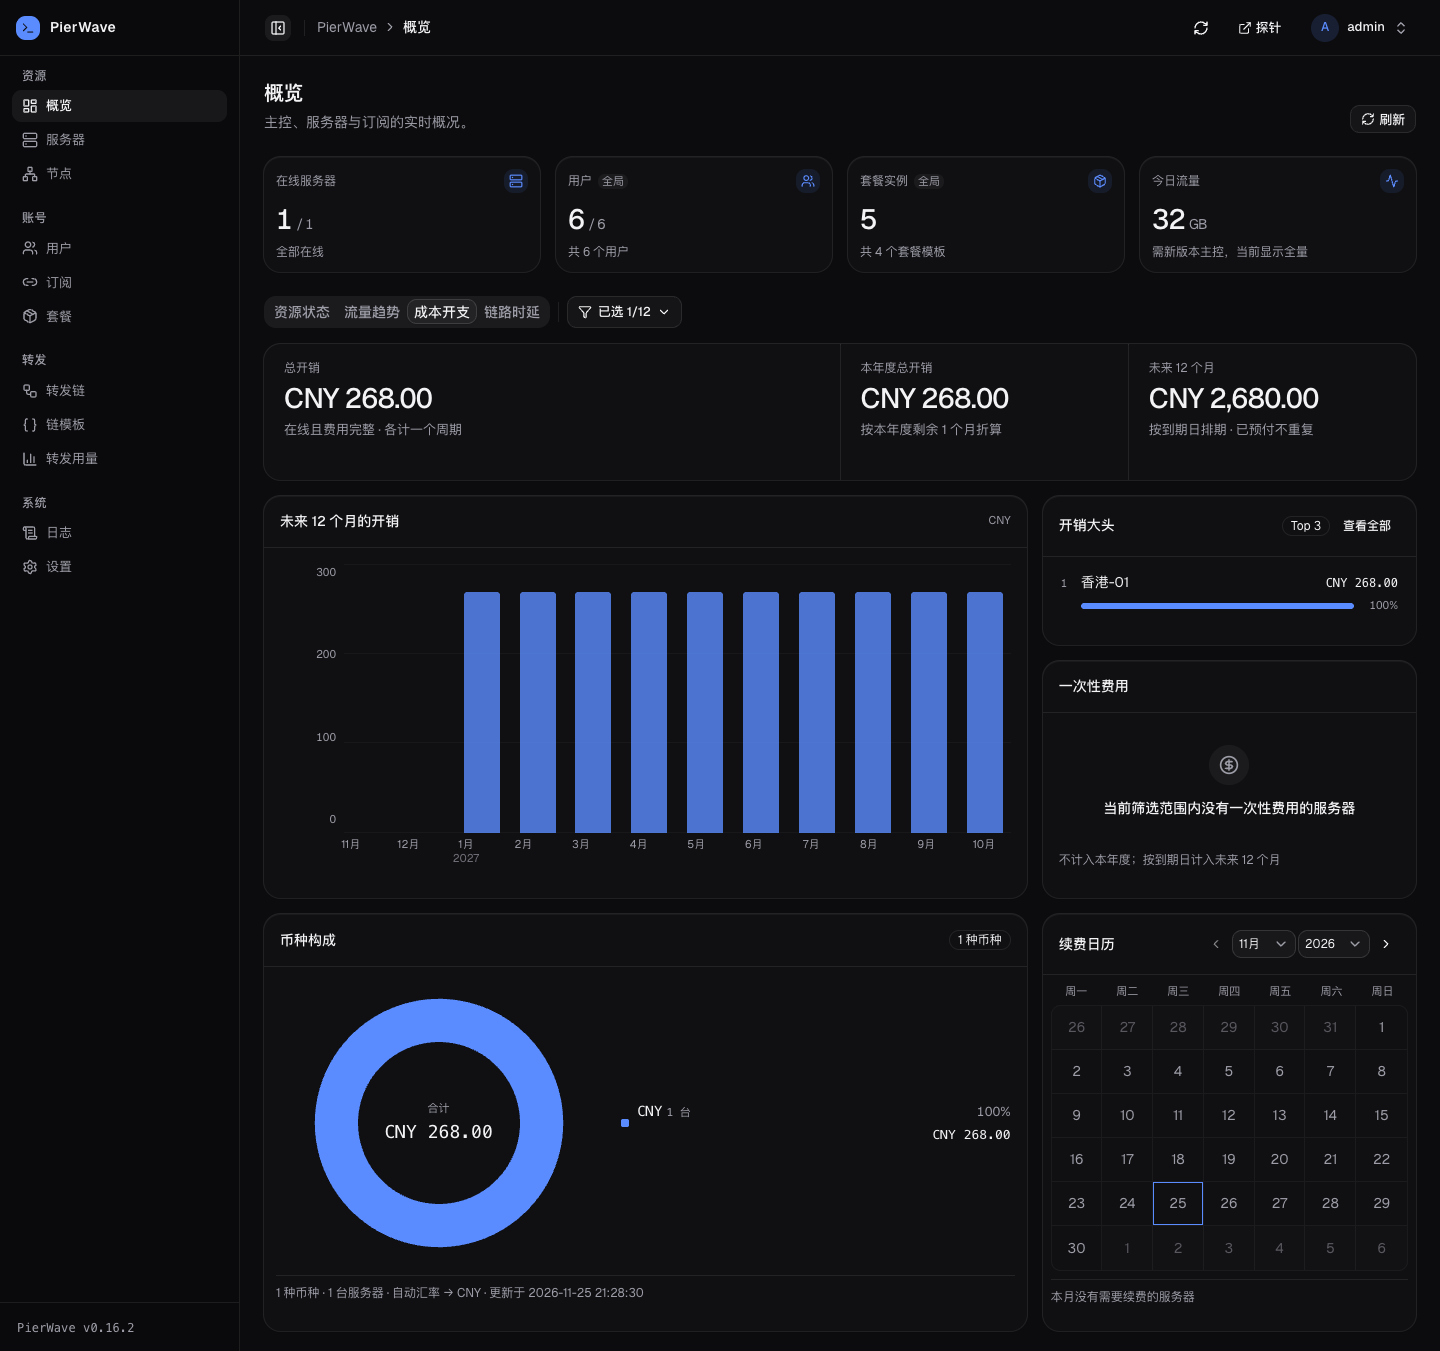 PierWave
资源
概览
服务器
节点
账号
用户
订阅
套餐
转发
转发链
链模板
转发用量
系统
日志
设置
PierWave v0.16.2
PierWave > 概览
探针
A admin
概览
主控、服务器与订阅的实时概况。
刷新
在线服务器
1 / 1
全部在线
用户 全局
6 / 6
共 6 个用户
套餐实例 全局
5
共 4 个套餐模板
今日流量
32 GB
需新版本主控，当前显示全量
资源状态 流量趋势 成本开支 链路时延 已选 1/12
总开销
CNY 268.00
在线且费用完整 · 各计一个周期
本年度总开销
CNY 268.00
按本年度剩余 1 个月折算
未来 12 个月
CNY 2,680.00
按到期日排期 · 已预付不重复
未来 12 个月的开销 CNY
300
200
100
0
11月 12月 1月 2月 3月 4月 5月 6月 7月 8月 9月 10月
2027
开销大头 Top 3 查看全部
1 香港-01 CNY 268.00
100%
一次性费用
当前筛选范围内没有一次性费用的服务器
不计入本年度；按到期日计入未来 12 个月
币种构成 1 种币种
合计
CNY 268.00
CNY 1 台 100%
CNY 268.00
1 种币种 · 1 台服务器 · 自动汇率 → CNY · 更新于 2026-11-25 21:28:30
续费日历 11月 2026
周一 周二 周三 周四 周五 周六 周日
26 27 28 29 30 31 1
2 3 4 5 6 7 8
9 10 11 12 13 14 15
16 17 18 19 20 21 22
23 24 25 26 27 28 29
30 1 2 3 4 5 6
本月没有需要续费的服务器